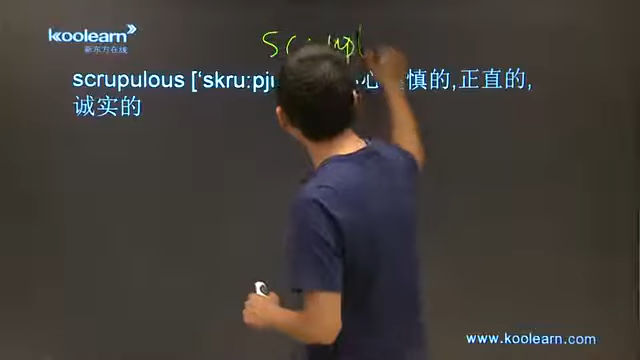 koolearn
新东方在线
scrupl
scrupulous ['skru:pju 心 慎的,正直的,
诚实的
www.koolearn.com